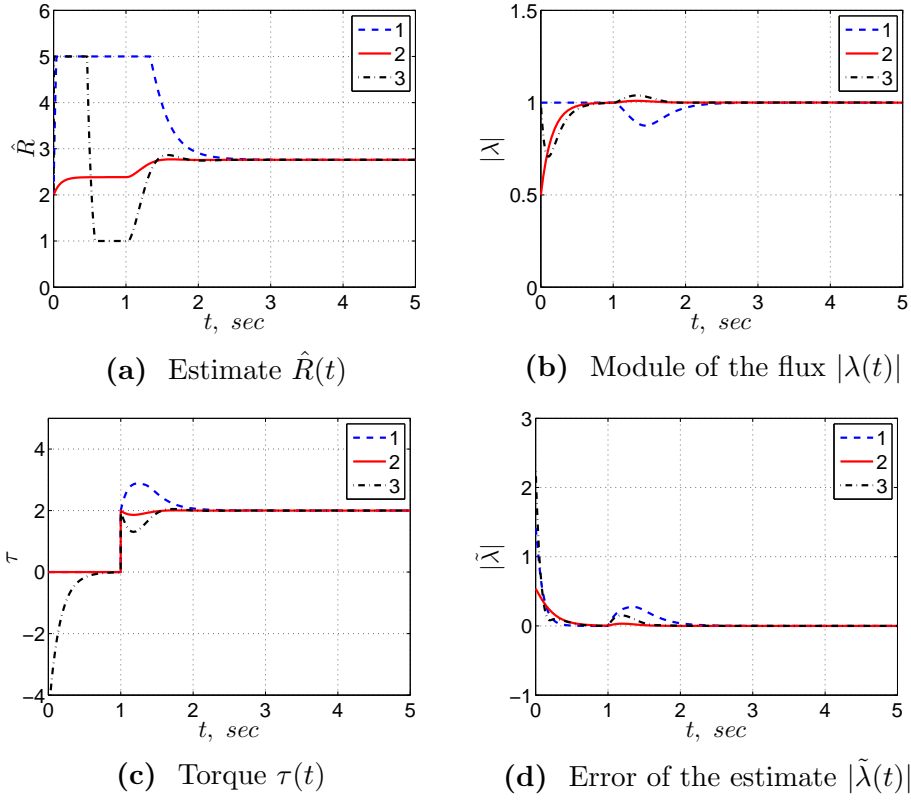 6
5
4
3
2
1
0
R̂
1
2
3
0 1 2 3 4 5
t, sec
(a) Estimate R̂(t)
1.5
1
0.5
0
|λ|
1
2
3
0 1 2 3 4 5
t, sec
(b) Module of the flux |λ(t)|
4
2
0
−2
−4
τ
1
2
3
0 1 2 3 4 5
t, sec
(c) Torque τ(t)
3
2
1
0
−1
|λ̃|
1
2
3
0 1 2 3 4 5
t, sec
(d) Error of the estimate |λ̃(t)|